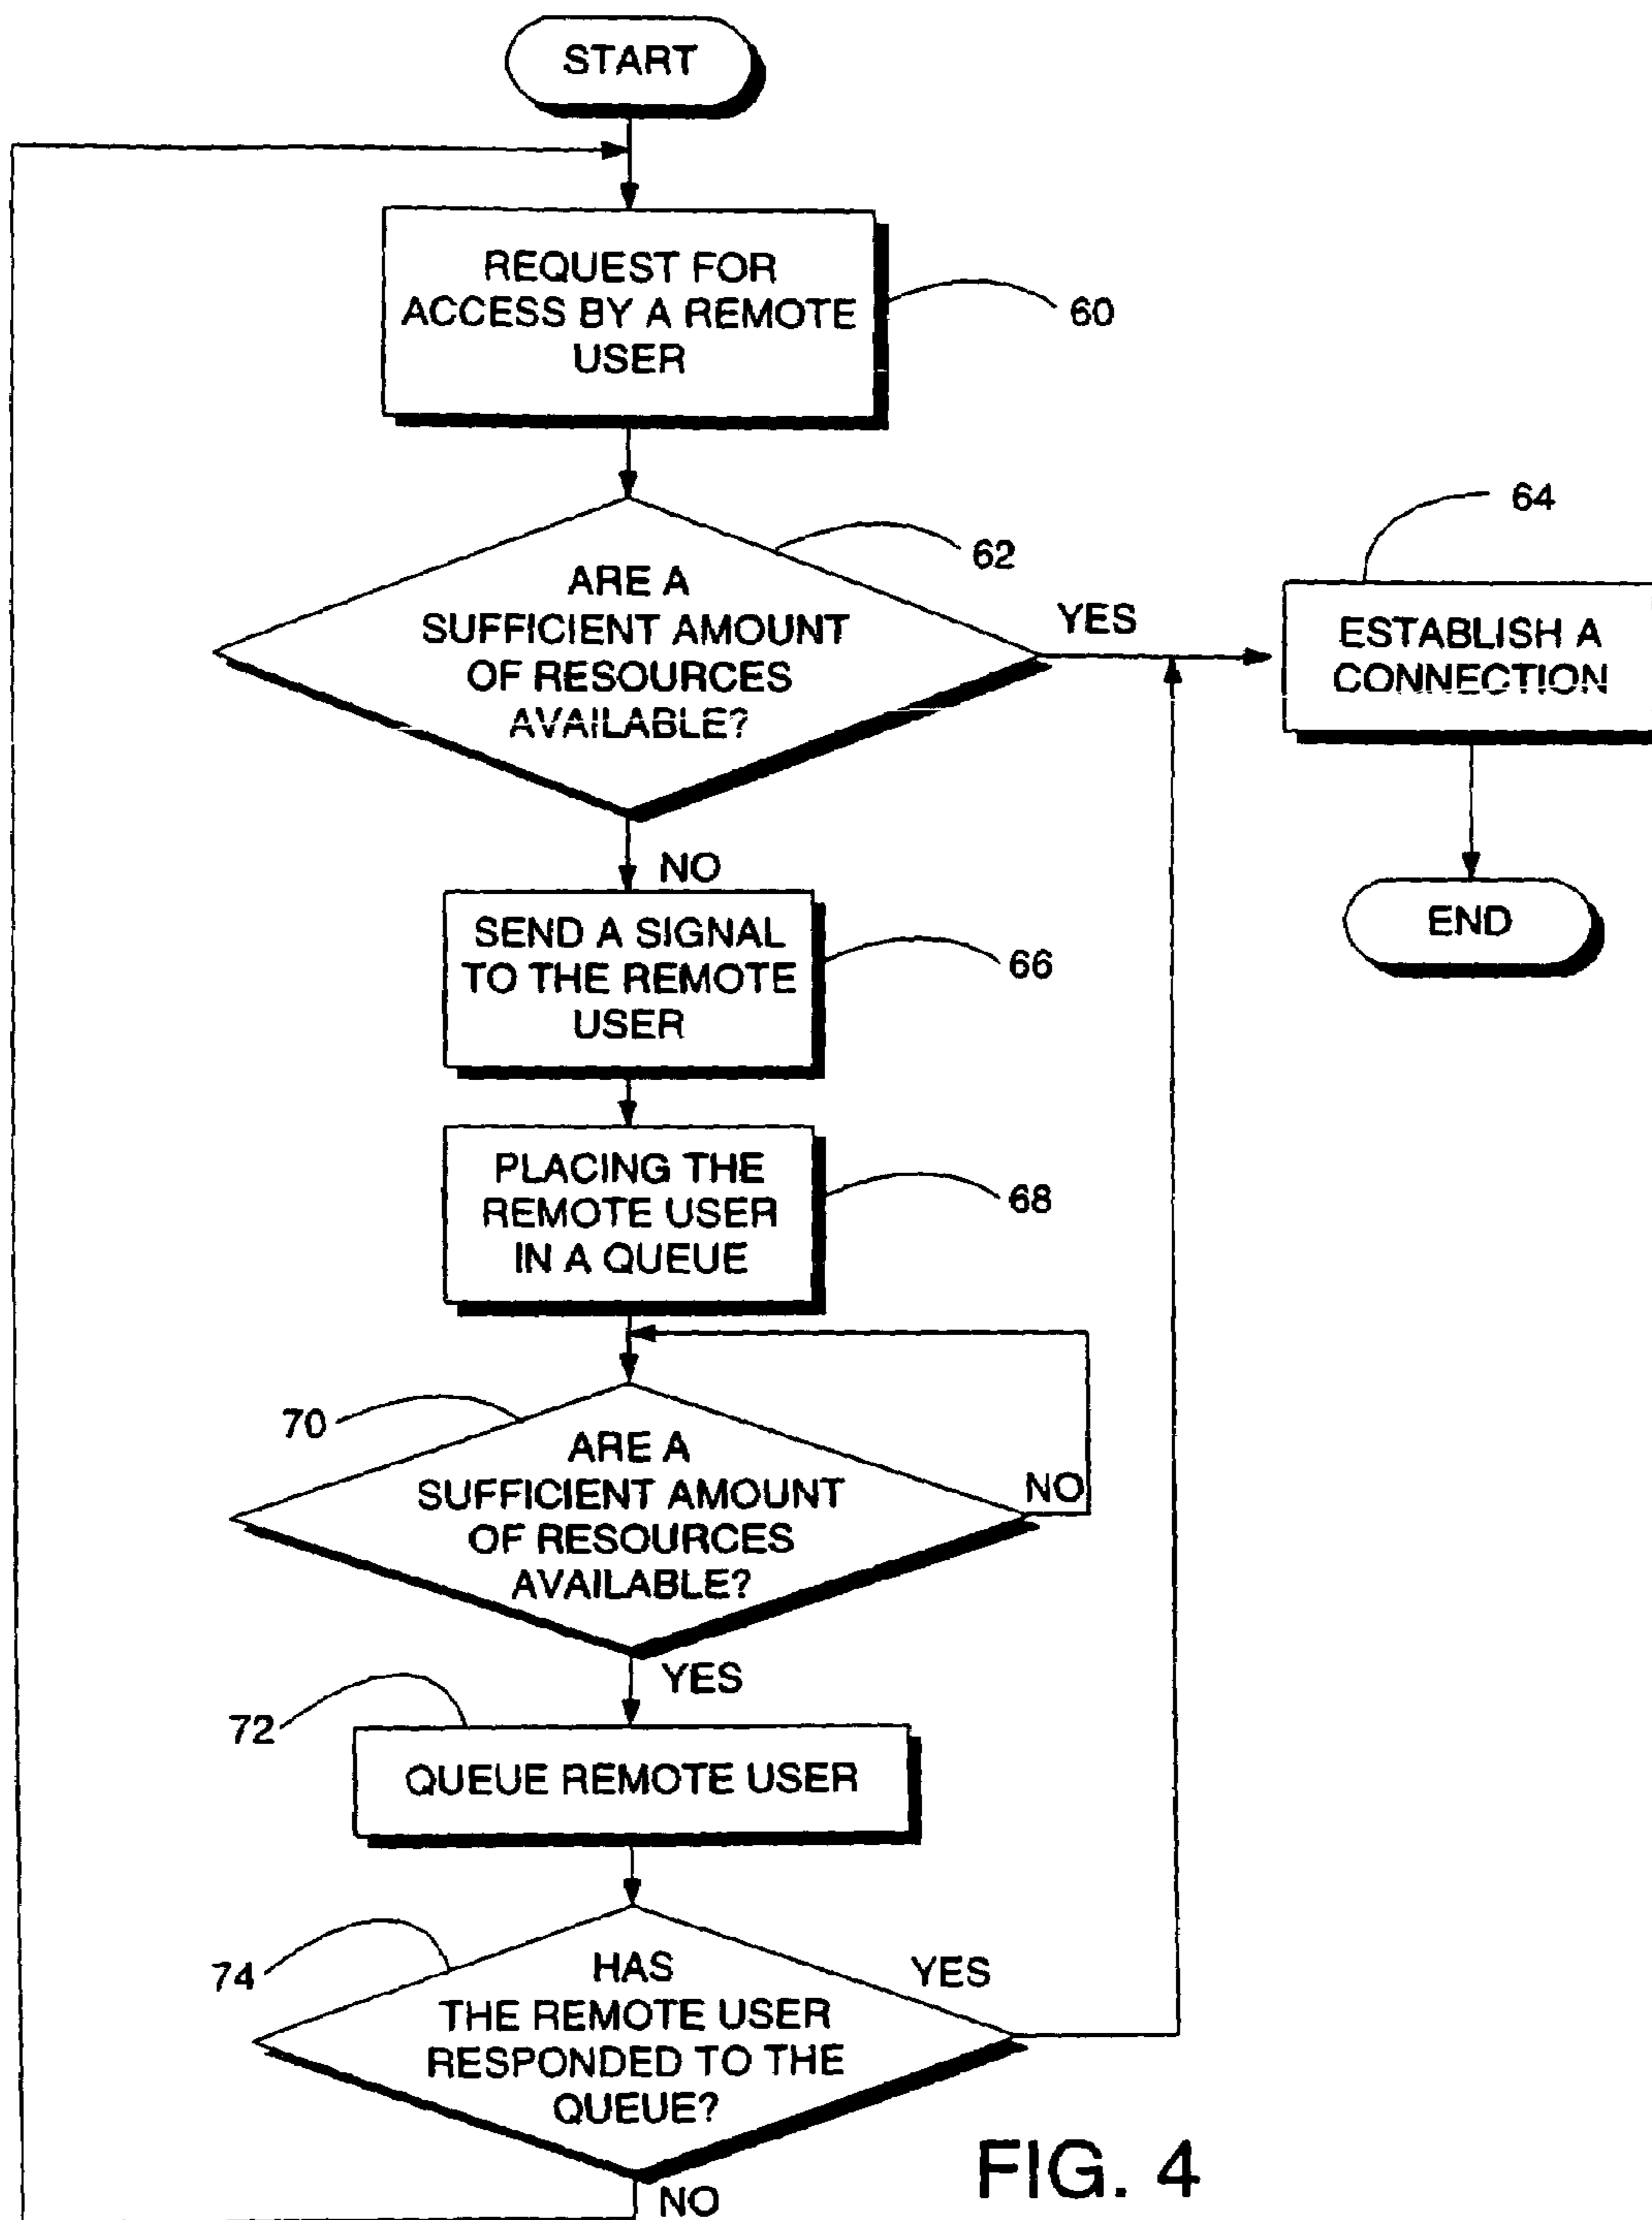 START
REQUEST FOR
ACCESS BY A REMOTE
USER
60
62
ARE A
SUFFICIENT AMOUNT
OF RESOURCES
AVAILABLE?
YES
64
ESTABLISH A
CONNECTION
END
NO
SEND A SIGNAL
TO THE REMOTE
USER
66
PLACING THE
REMOTE USER
IN A QUEUE
68
70
ARE A
SUFFICIENT AMOUNT
OF RESOURCES
AVAILABLE?
NO
YES
72
QUEUE REMOTE USER
74
HAS
THE REMOTE USER
RESPONDED TO THE
QUEUE?
YES
NO
FIG. 4